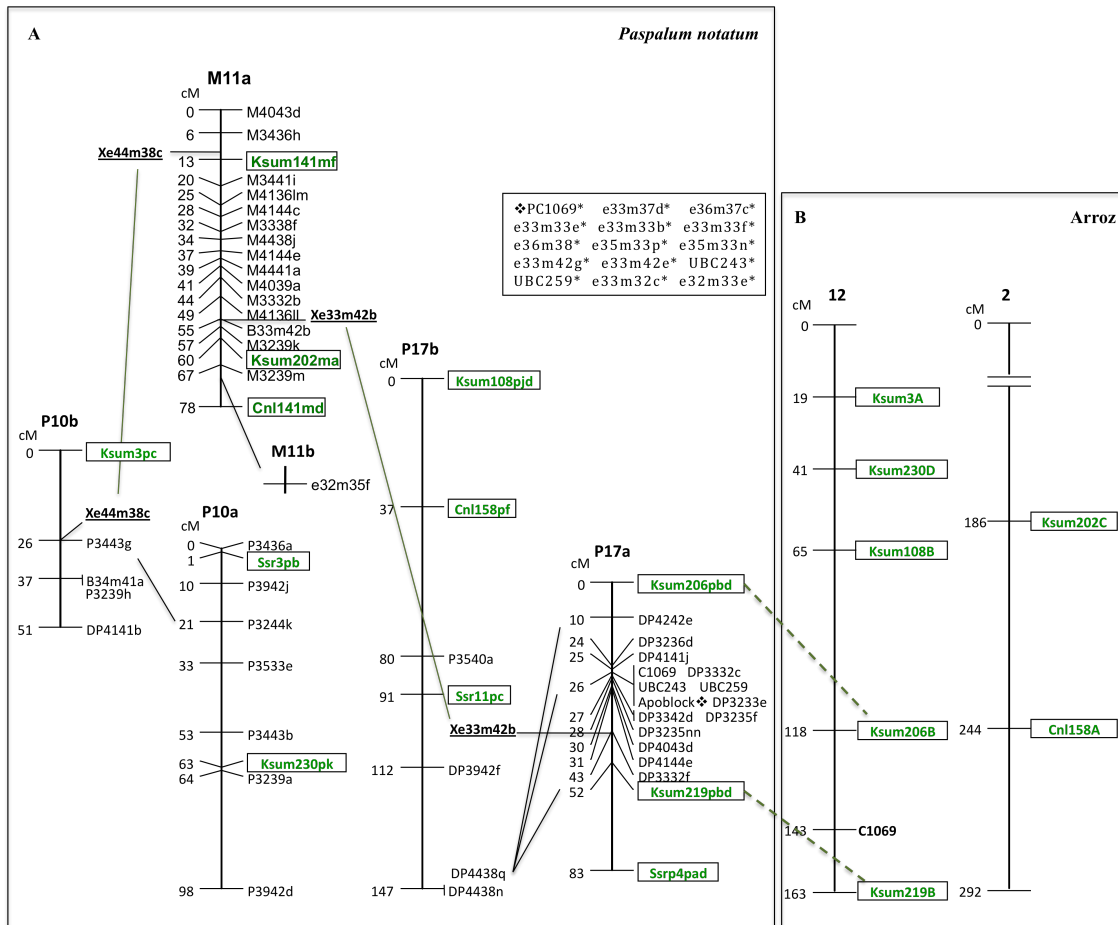 A
Paspalum notatum
M11a
cM
0 M4043d
6 M3436h
Xe44m38c
13 Ksum141mf
20 M3441i
25 M4136lm
28 M4144c
32 M3338f
34 M4438j
37 M4144e
39 M4441a
41 M4039a
44 M3332b
49 M4136ll
Xe33m42b
55 B33m42b
57 M3239k
60 Ksum202ma
67 M3239m
78 Cnl141md
M11b
e32m35f
P10b
cM
0 Ksum3pc
Xe44m38c
26 P3443g
37 B34m41a
P3239h
51 DP4141b
P10a
cM
0 P3436a
1 Ssr3pb
10 P3942j
21 P3244k
33 P3533e
53 P3443b
63 Ksum230pk
64 P3239a
98 P3942d
P17b
cM
0 Ksum108pjd
37 Cnl158pf
80 P3540a
91 Ssr11pc
Xe33m42b
112 DP3942f
DP4438q
147 DP4438n
P17a
cM
0 Ksum206pbd
10 DP4242e
24 DP3236d
25 DP4141j
C1069 DP3332c
26 UBC243 UBC259
Apoblock❖ DP3233e
27 DP3342d DP3235f
28 DP3235nn
30 DP4043d
31 DP4144e
43 DP3332f
52 Ksum219pbd
83 Ssrp4pad
❖PC1069* e33m37d* e36m37c*
e33m33e* e33m33b* e33m33f*
e36m38* e35m33p* e35m33n*
e33m42g* e33m42e* UBC243*
UBC259* e33m32c* e32m33e*
B
Arroz
12
cM
0
19 Ksum3A
41 Ksum230D
65 Ksum108B
118 Ksum206B
143 C1069
163 Ksum219B
2
cM
0
186 Ksum202C
244 Cnl158A
292